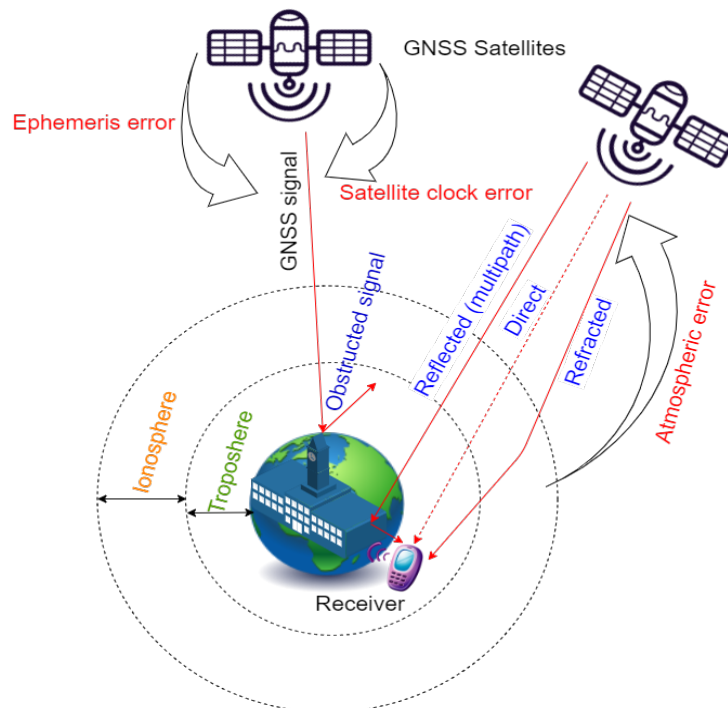 GNSS Satellites
Ephemeris error
Satellite clock error
GNSS signal
Obstructed signal
Reflected (multipath)
Direct
Refracted
Atmospheric error
Ionosphere
Troposhere
Receiver